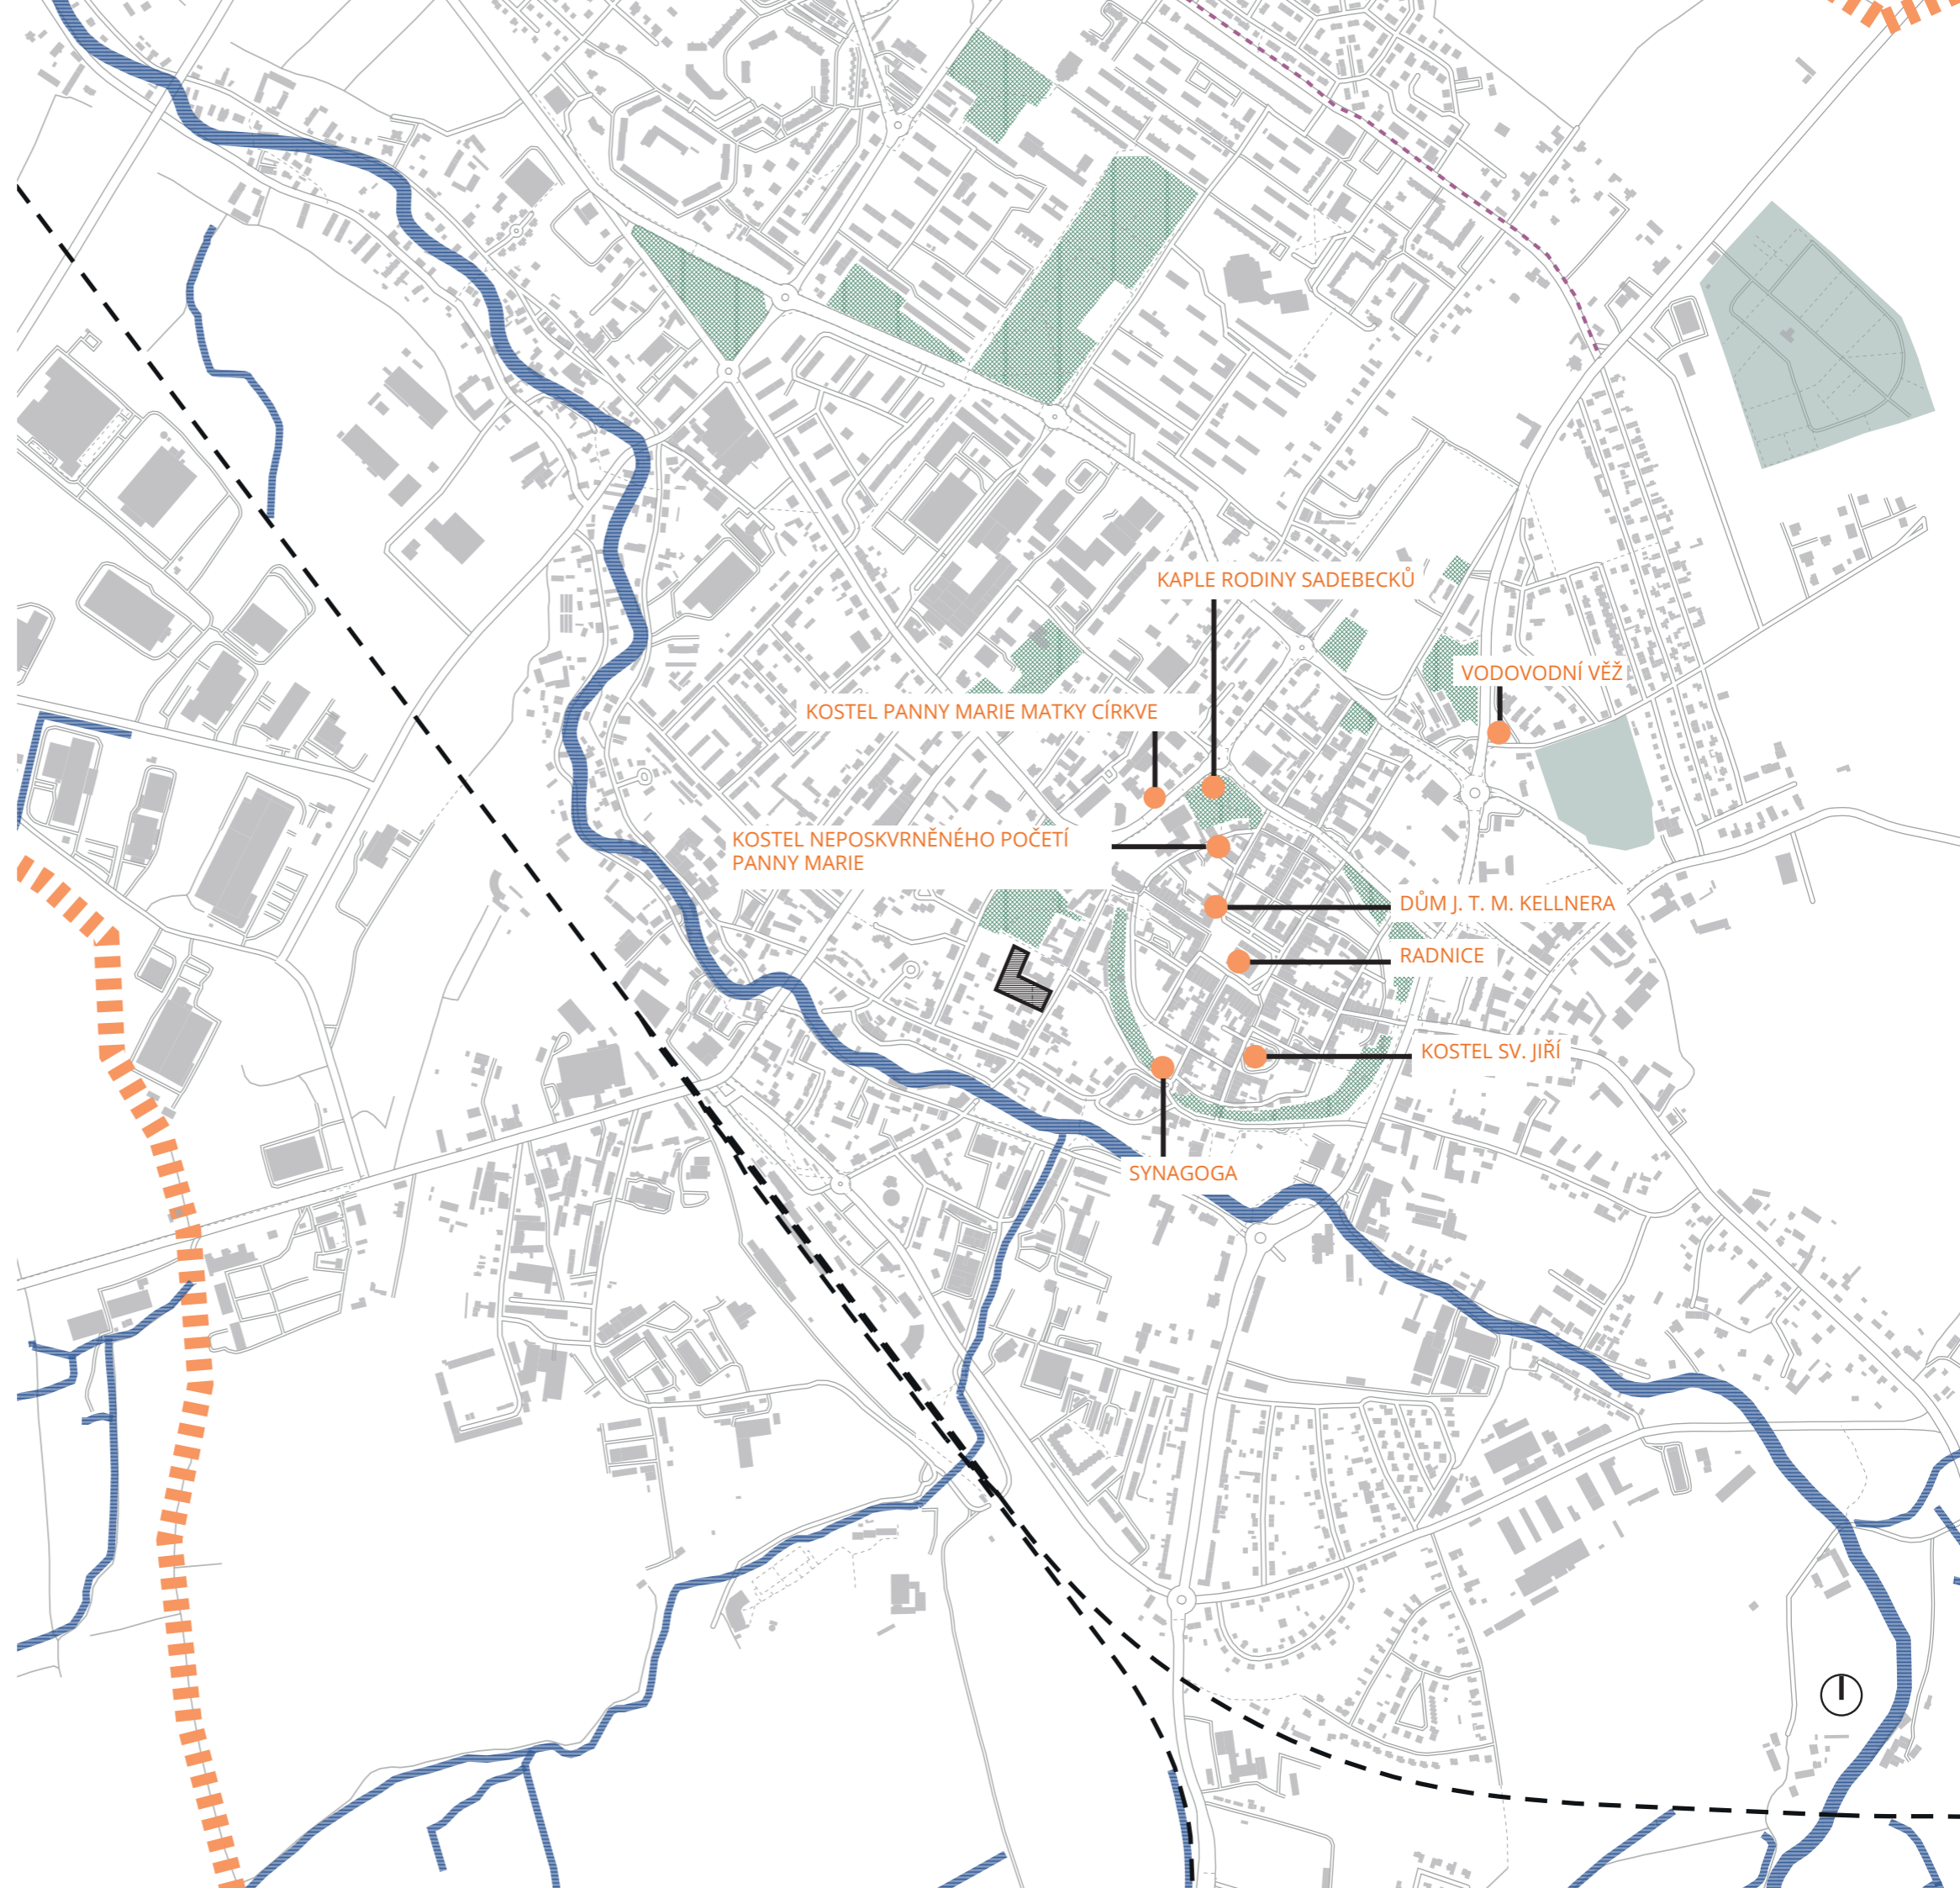 KAPLE RODINY SADEBECKŮ
VODOVODNÍ VĚŽ
KOSTEL PANNY MARIE MATKY CÍRKVE
KOSTEL NEPOSKVRNĚNÉHO POČETÍ
PANNY MARIE
DŮM J. T. M. KELLNERA
RADNICE
KOSTEL SV. JIŘÍ
SYNAGOGA